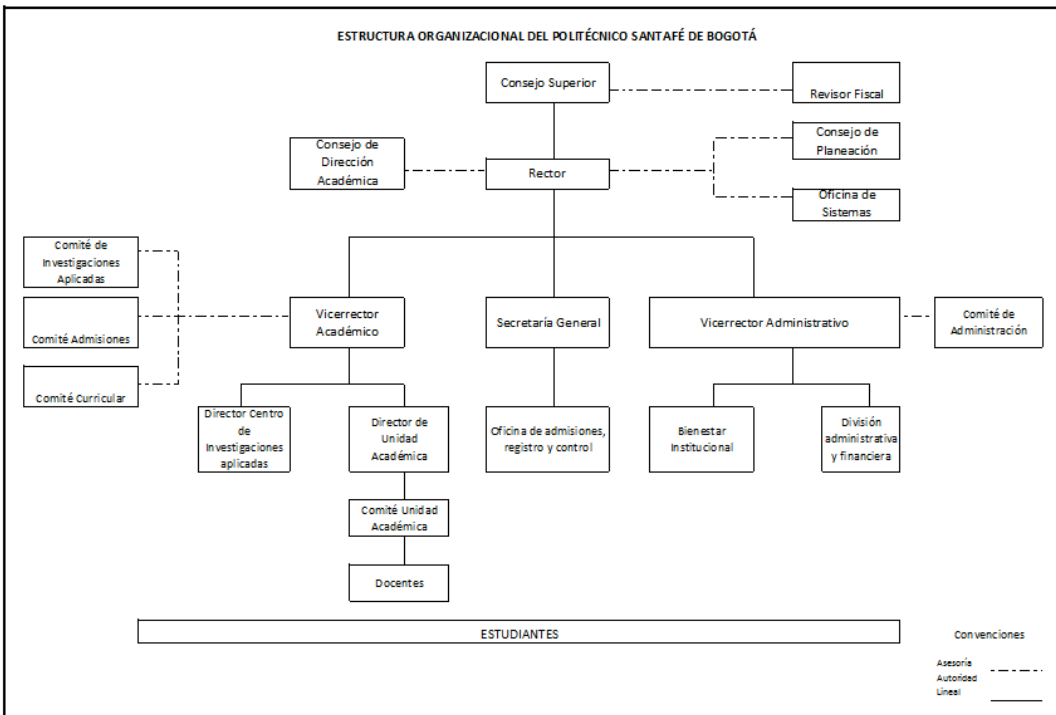 ESTRUCTURA ORGANIZACIONAL DEL POLITÉCNICO SANTAFÉ DE BOGOTÁ
Consejo Superior
Revisor Fiscal
Consejo de
Dirección
Académica
Rector
Consejo de
Planeación
Oficina de
Sistemas
Comité de
Investigaciones
Aplicadas
Comité Admisiones
Comité Curricular
Vicerrector
Académico
Secretaría General
Vicerrector Administrativo
Comité de
Administración
Director Centro
de
Investigaciones
aplicadas
Director de
Unidad
Académica
Oficina de admisiones,
registro y control
Bienestar
Institucional
División
administrativa
y financiera
Comité Unidad
Académica
Docentes
ESTUDIANTES
Convenciones
Asesoría
Autoridad
Lineal